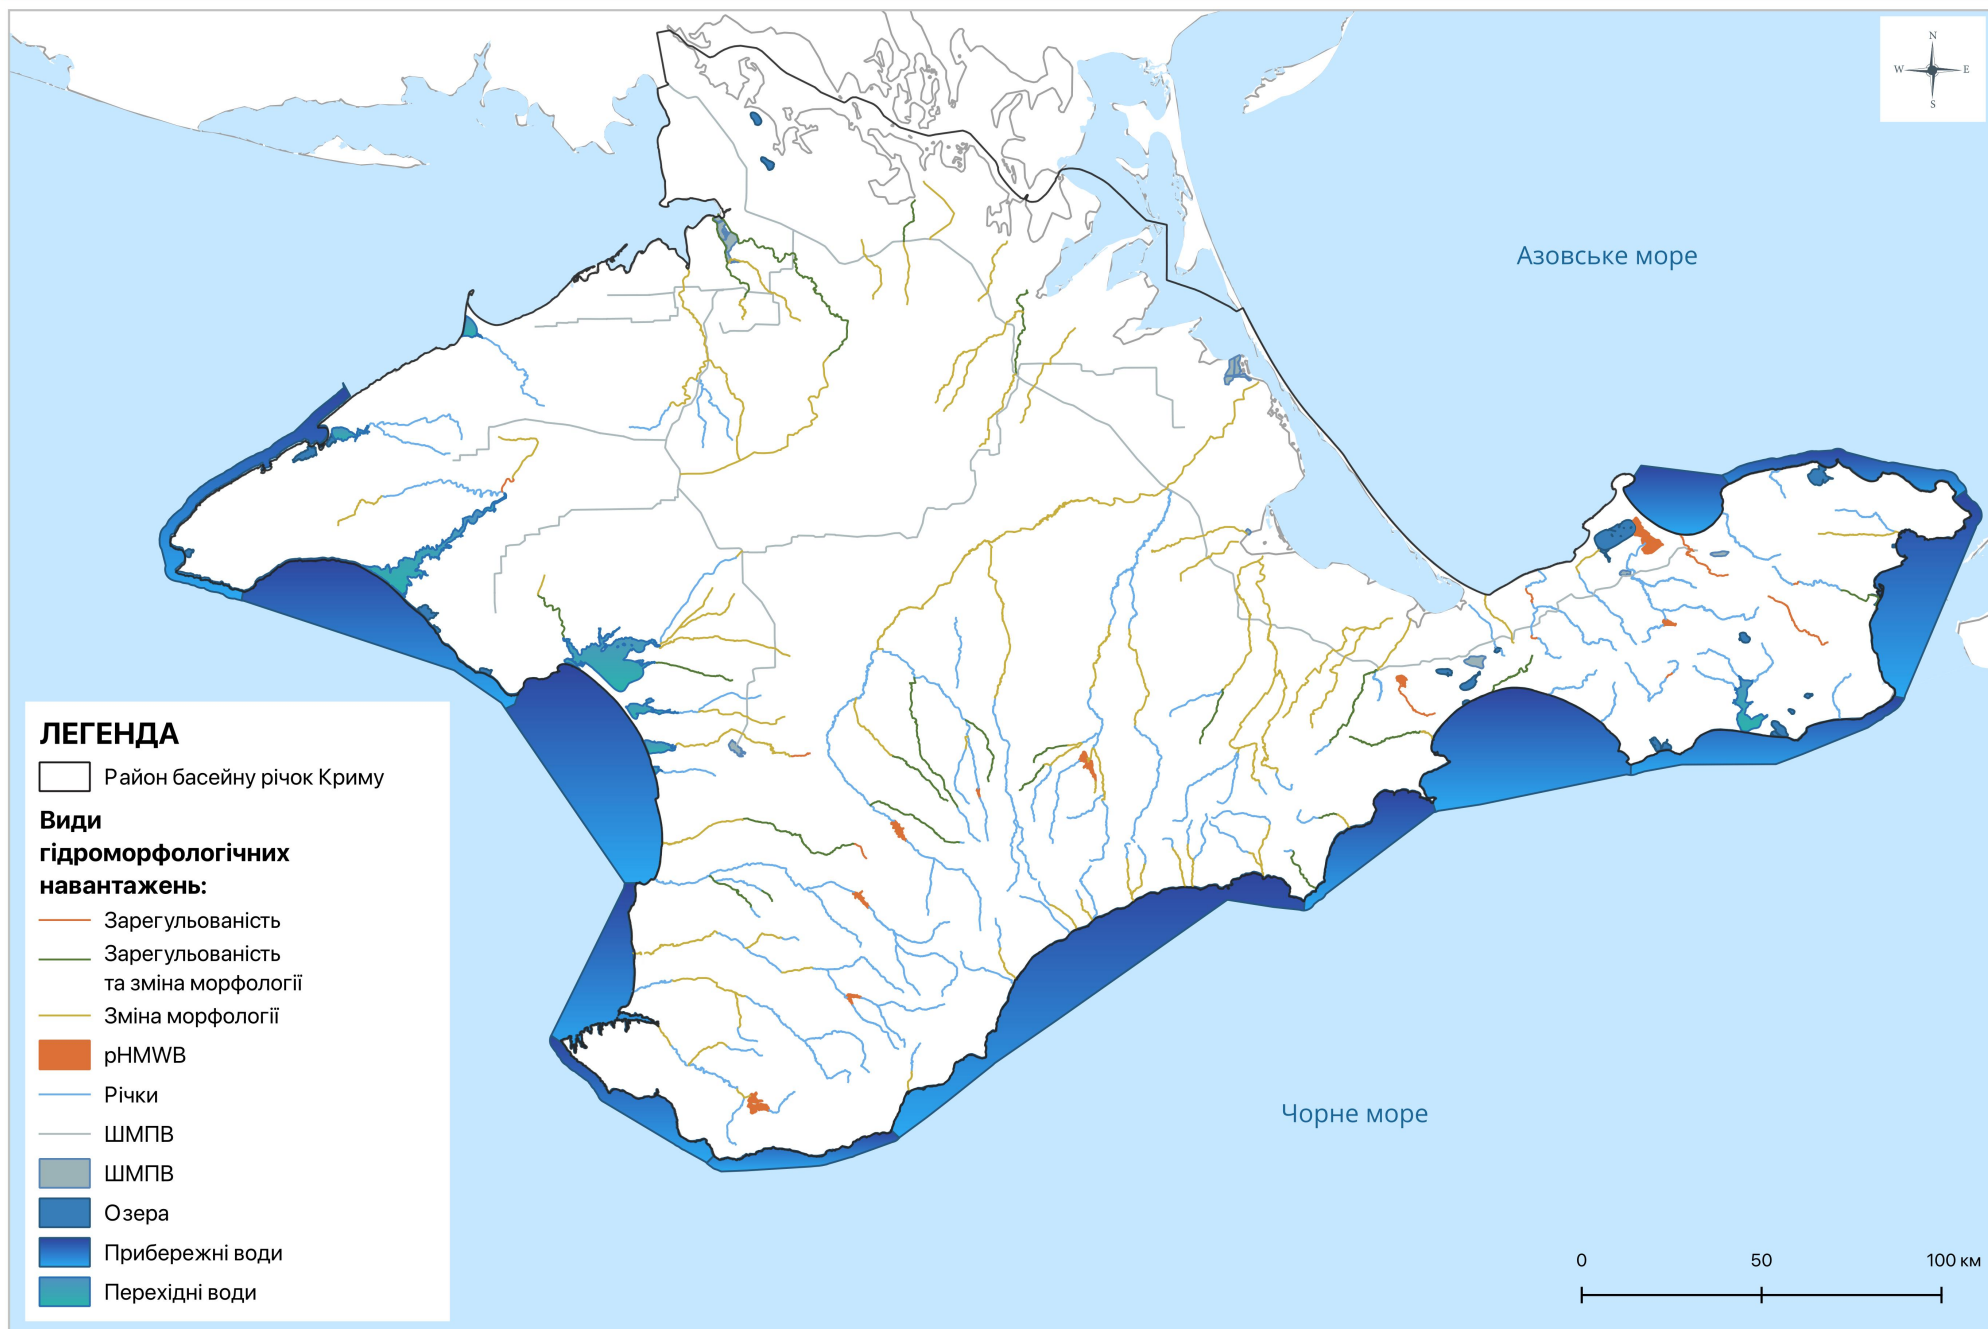 N
W E
S
Азовське море
Чорне море
ЛЕГЕНДА
Район басейну річок Криму
Види
гідроморфологічних
навантажень:
Зарегульованість
Зарегульованість
та зміна морфології
Зміна морфології
pHMWB
Річки
ШМПВ
ШМПВ
Озера
Прибережні води
Перехідні води
0 50 100 км